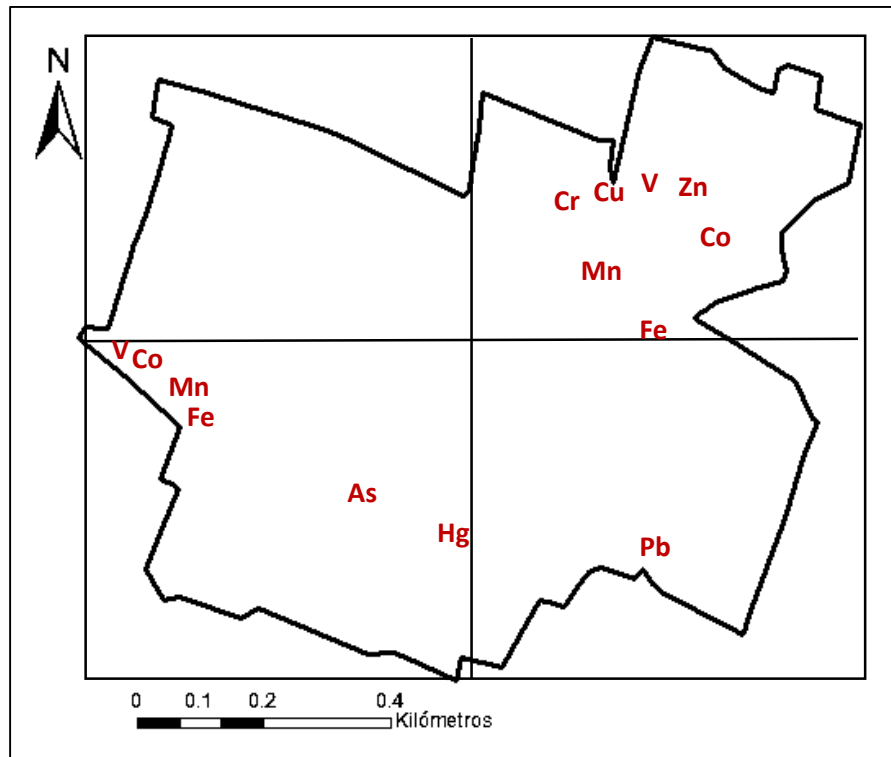 N
V
Zn
Cu
Cr
Co
Mn
Fe
V
Co
Mn
Fe
As
Hg
Pb
0 0.1 0.2 0.4
Kilómetros